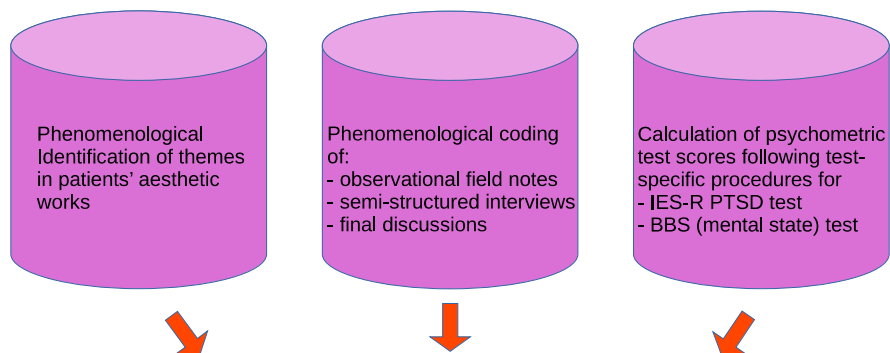 Phenomenological
Identification of themes
in patients’ aesthetic
works
Phenomenological coding
of:
- observational field notes
- semi-structured interviews
- final discussions
Calculation of psychometric
test scores following test-
specific procedures for
- IES-R PTSD test
- BBS (mental state) test